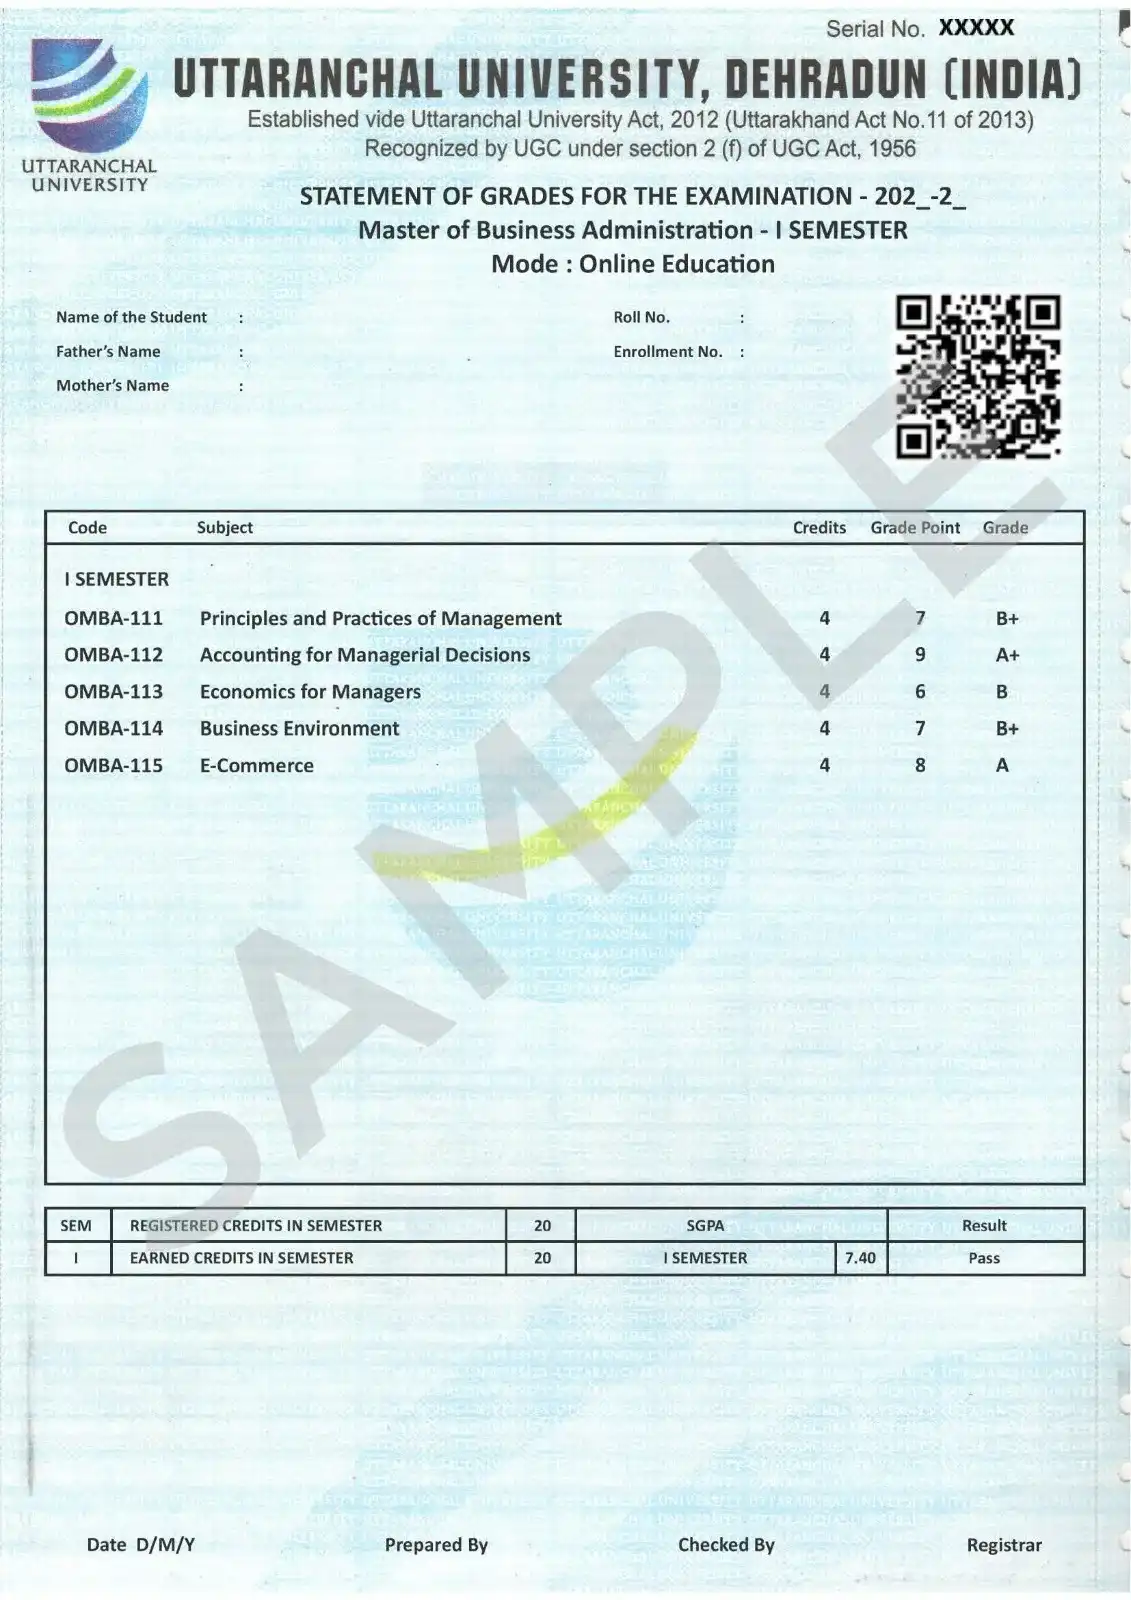 Serial No. XXXXX
UTTARANCHAL UNIVERSITY, DEHRADUN (INDIA)
Established vide Uttaranchal University Act, 2012 (Uttarakhand Act No.11 of 2013)
Recognized by UGC under section 2 (f) of UGC Act, 1956
UTTARANCHAL
UNIVERSITY
STATEMENT OF GRADES FOR THE EXAMINATION - 202_-2_
Master of Business Administration - I SEMESTER
Mode : Online Education
Name of the Student : Roll No. :
Father's Name : Enrollment No. :
Mother's Name :
Code Subject Credits Grade Point Grade
I SEMESTER
OMBA-111 Principles and Practices of Management 4 7 B+
OMBA-112 Accounting for Managerial Decisions 4 9 A+
OMBA-113 Economics for Managers 4 6 B
OMBA-114 Business Environment 4 7 B+
OMBA-115 E-Commerce 4 8 A
SAMPLE
SEM REGISTERED CREDITS IN SEMESTER 20 SGPA Result
I EARNED CREDITS IN SEMESTER 20 I SEMESTER 7.40 Pass
Date D/M/Y Prepared By Checked By Registrar